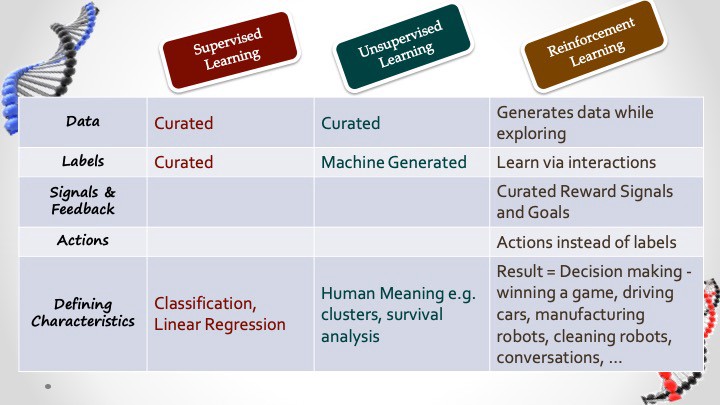 Supervised
Learning
Unsupervised
Learning
Reinforcement
Learning
Data
Curated
Curated
Generates data while
exploring
Labels
Curated
Machine Generated
Learn via interactions
Signals &
Feedback
Curated Reward Signals
and Goals
Actions
Actions instead of labels
Defining
Characteristics
Classification,
Linear Regression
Human Meaning e.g.
clusters, survival
analysis
Result = Decision making -
winning a game, driving
cars, manufacturing
robots, cleaning robots,
conversations, ...